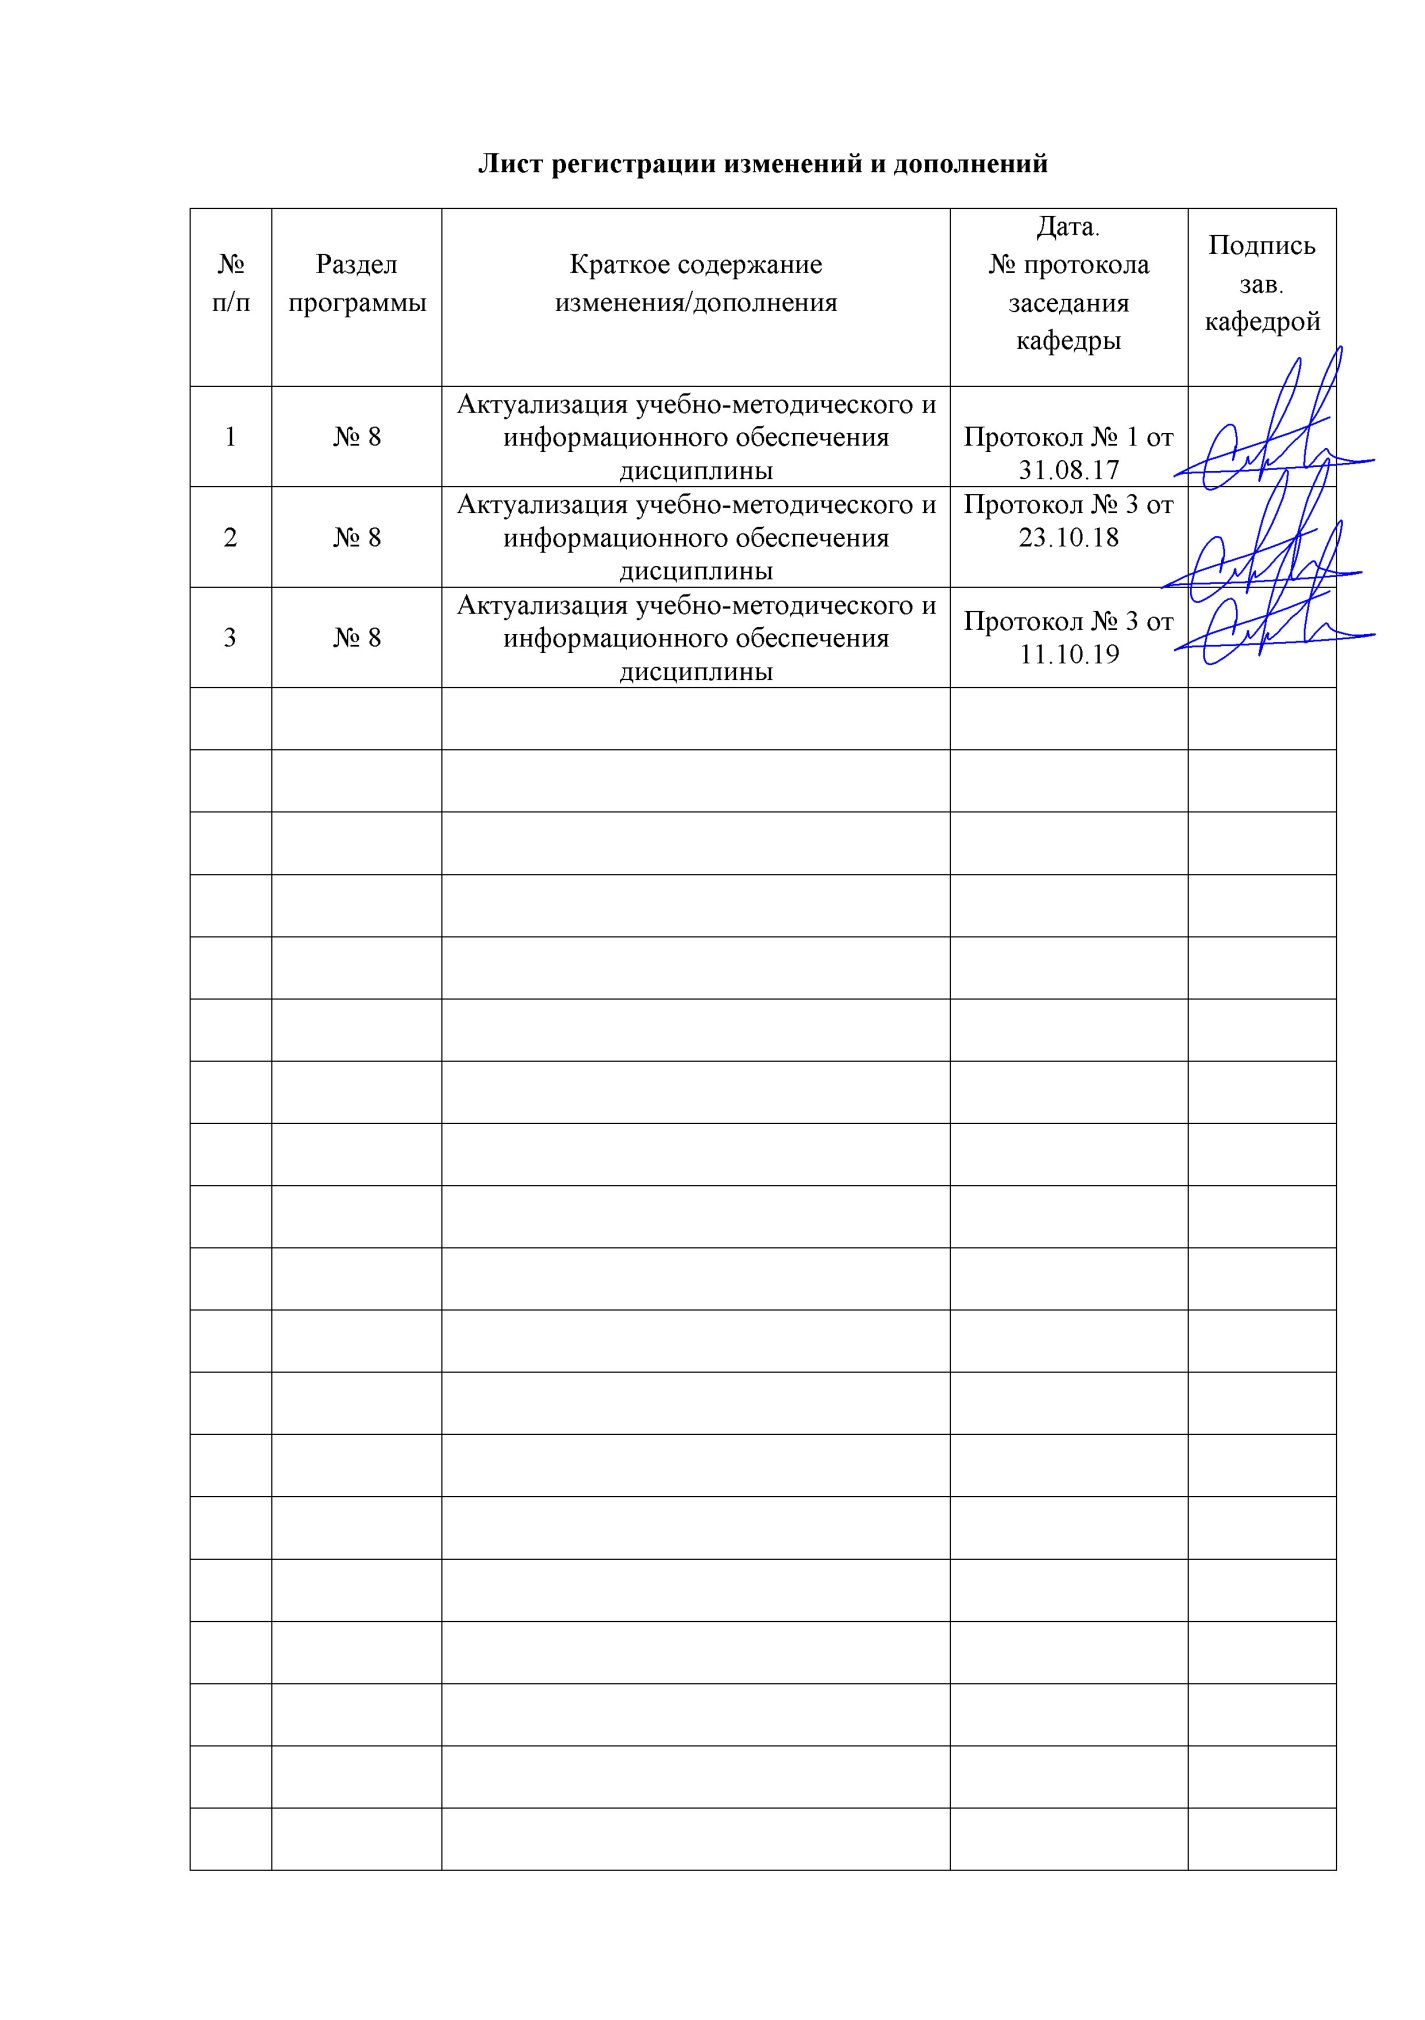 Лист регистрации изменений и дополнений
№
п/п
Раздел
программы
Краткое содержание
изменения/дополнения
Дата.
№ протокола
заседания
кафедры
Подпись
зав.
кафедрой
1
№ 8
Актуализация учебно-методического и
информационного обеспечения
дисциплины
Протокол № 1 от
31.08.17
2
№ 8
Актуализация учебно-методического и
информационного обеспечения
дисциплины
Протокол № 3 от
23.10.18
3
№ 8
Актуализация учебно-методического и
информационного обеспечения
дисциплины
Протокол № 3 от
11.10.19